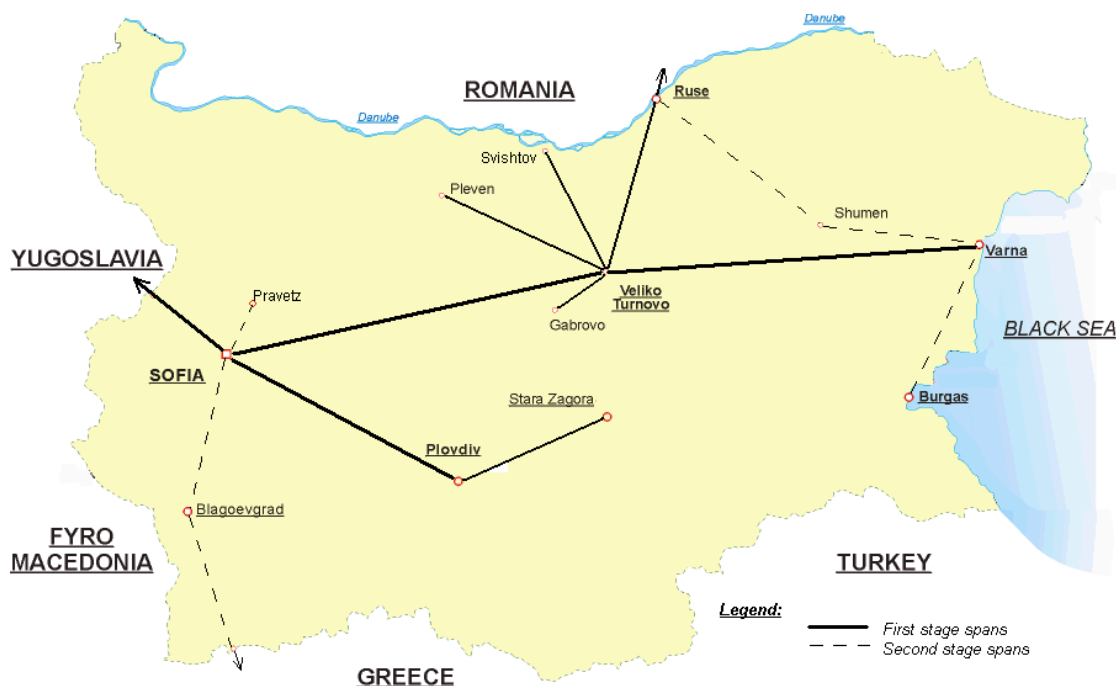 Danube
ROMANIA
Ruse
Danube
Svishtov
Pleven
Shumen
YUGOSLAVIA
Varna
Pravetz
Veliko
Turnovo
Gabrovo
BLACK SEA
SOFIA
Stara Zagora
Burgas
Plovdiv
Blagoevgrad
FYRO
MACEDONIA
TURKEY
Legend:
First stage spans
Second stage spans
GREECE